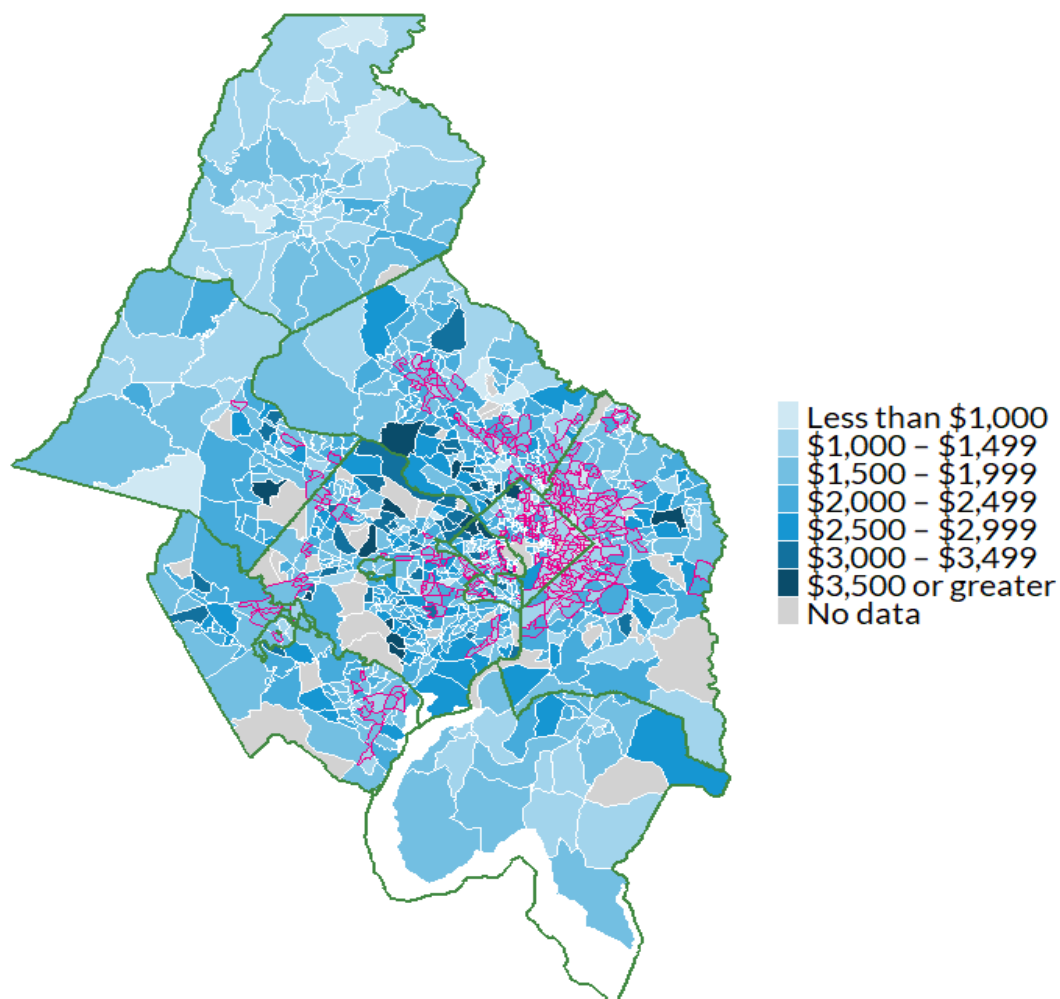 Less than $1,000
$1,000 – $1,499
$1,500 – $1,999
$2,000 – $2,499
$2,500 – $2,999
$3,000 – $3,499
$3,500 or greater
No data